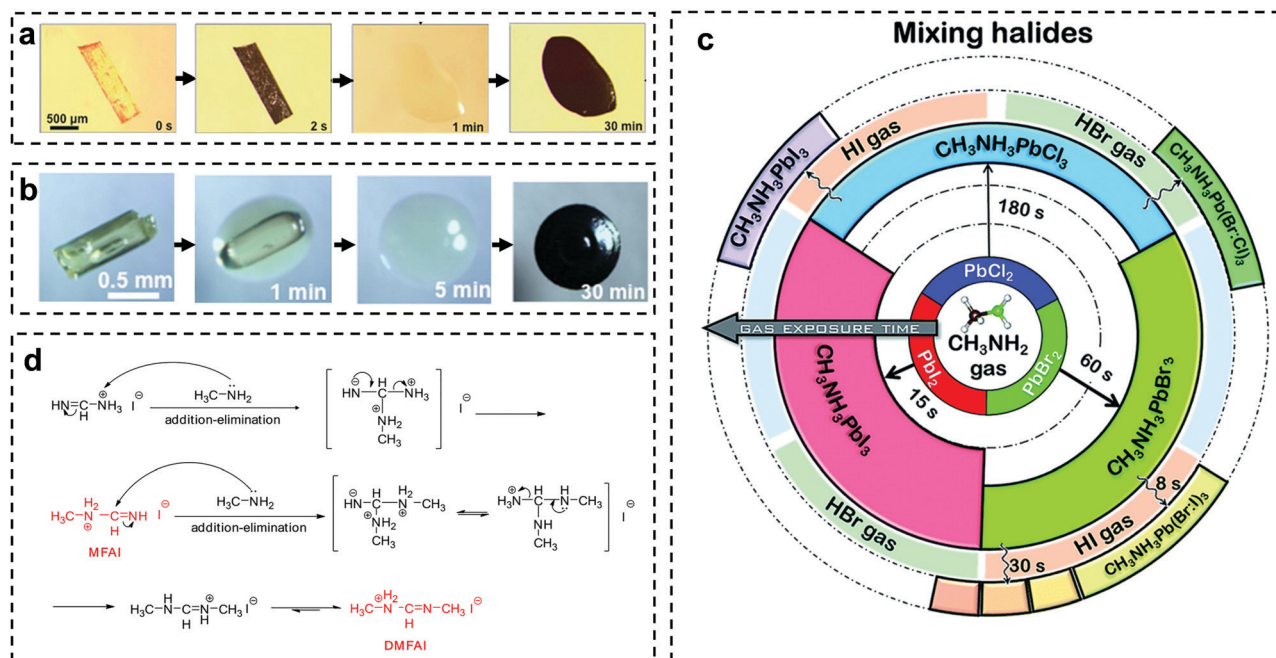 a
500 μm
0 s
2 s
1 min
30 min
b
0.5 mm
1 min
5 min
30 min
c
Mixing halides
HI gas
HBr gas
CH₃NH₃PbCl₃
CH₃NH₃PbI₃
CH₃NH₃Pb(Br:Cl)₃
180 s
PbCl₂
GAS EXPOSURE TIME
CH₃NH₂
gas
PbI₂
PbBr₂
15 s
60 s
CH₃NH₃PbI₃
CH₃NH₃PbBr₃
HBr gas
8 s
HI gas
30 s
CH₃NH₃Pb(Br:I)₃
d
HN=C-NH₃ I⊖
H
⊕
H₃C-NH₂
addition-elimination
⊖ H ⊕
HN NH₃
⊕
NH₂
CH₃
I⊖
H₂
H₃C-N-C=NH I⊖
⊕ H
MFAI
H₃C-NH₂
addition-elimination
⊖ H H₂
HN N-CH₃
⊕ ⊕
NH₂
CH₃
⊕ H H
H₃N N-CH₃
NH
CH₃
I⊖
H ⊕
H₃C-N-C=N-CH₃ I⊖
H H
⊕H₂
H₃C-N-C=N-CH₃ I⊖
H
DMFAI